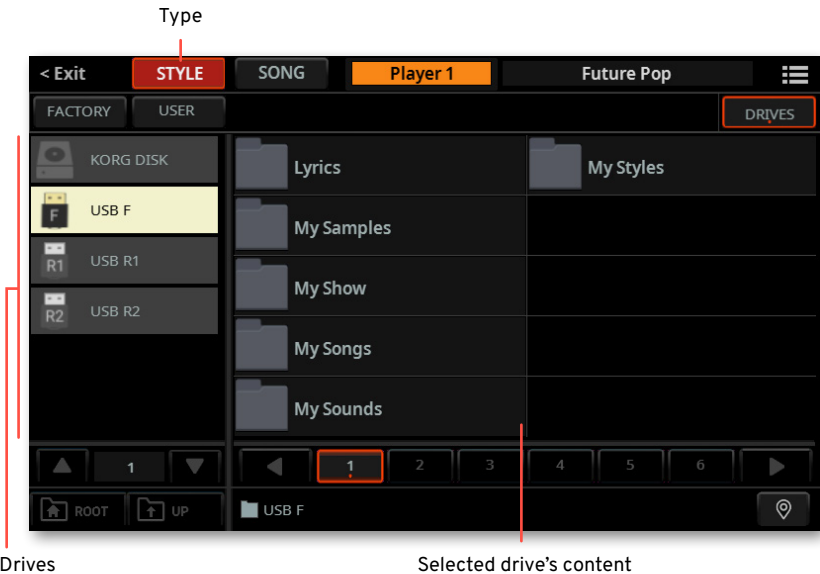 Type
< Exit
STYLE
SONG
Player 1
Future Pop
FACTORY
USER
DRIVES
KORG DISK
Lyrics
My Styles
F
USB F
My Samples
R1
USB R1
My Show
R2
USB R2
My Songs
My Sounds
1
1
2
3
4
5
6
ROOT
UP
USB F
Drives
Selected drive's content